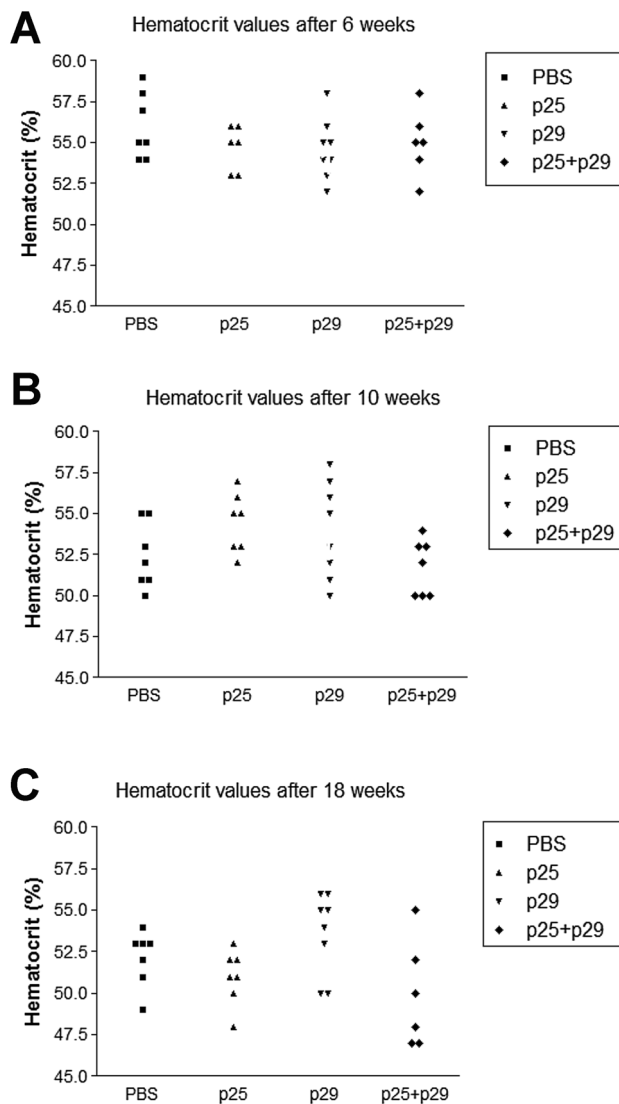 A
Hematocrit values after 6 weeks
Hematocrit (%)
60.0
57.5
55.0
52.5
50.0
47.5
45.0
PBS p25 p29 p25+p29
PBS
p25
p29
p25+p29
B
Hematocrit values after 10 weeks
Hematocrit (%)
60.0
57.5
55.0
52.5
50.0
47.5
45.0
PBS p25 p29 p25+p29
PBS
p25
p29
p25+p29
C
Hematocrit values after 18 weeks
Hematocrit (%)
60.0
57.5
55.0
52.5
50.0
47.5
45.0
PBS p25 p29 p25+p29
PBS
p25
p29
p25+p29